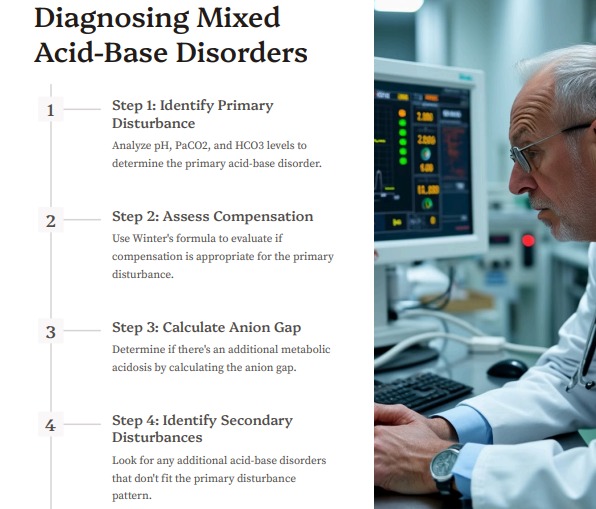 Diagnosing Mixed
Acid-Base Disorders
1
Step 1: Identify Primary
Disturbance
Analyze pH, PaCO2, and HCO3 levels to
determine the primary acid-base disorder.
2
Step 2: Assess Compensation
Use Winter's formula to evaluate if
compensation is appropriate for the primary
disturbance.
3
Step 3: Calculate Anion Gap
Determine if there's an additional metabolic
acidosis by calculating the anion gap.
4
Step 4: Identify Secondary
Disturbances
Look for any additional acid-base disorders
that don't fit the primary disturbance
pattern.